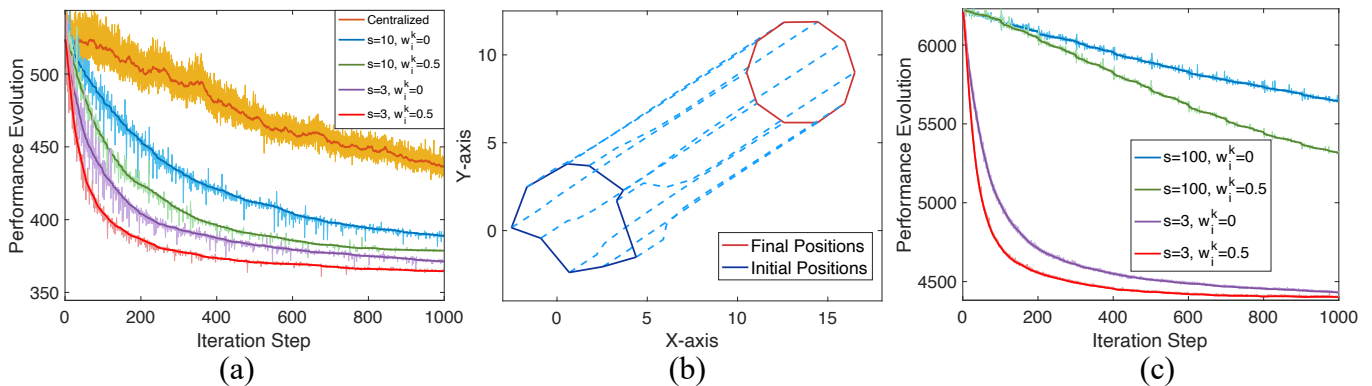 Performance Evolution
500
450
400
350
0
200
400
600
800
1000
Iteration Step
Centralized
s=10, w_i^k=0
s=10, w_i^k=0.5
s=3, w_i^k=0
s=3, w_i^k=0.5
(a)
Y-axis
10
5
0
0
5
10
15
X-axis
Final Positions
Initial Positions
(b)
Performance Evolution
6000
5500
5000
4500
0
200
400
600
800
1000
Iteration Step
s=100, w_i^k=0
s=100, w_i^k=0.5
s=3, w_i^k=0
s=3, w_i^k=0.5
(c)